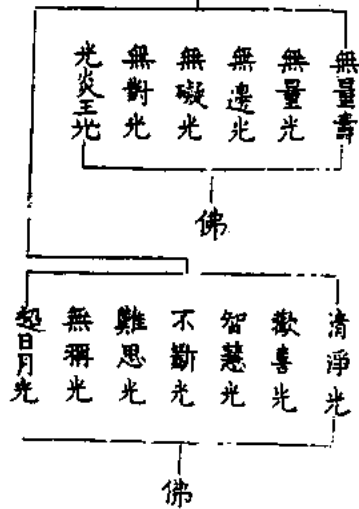 無量壽
無量光
無邊光
無礙光
無對光
光炎王光
佛
清淨光
歡喜光
智慧光
不斷光
難思光
無稱光
超日月光
佛